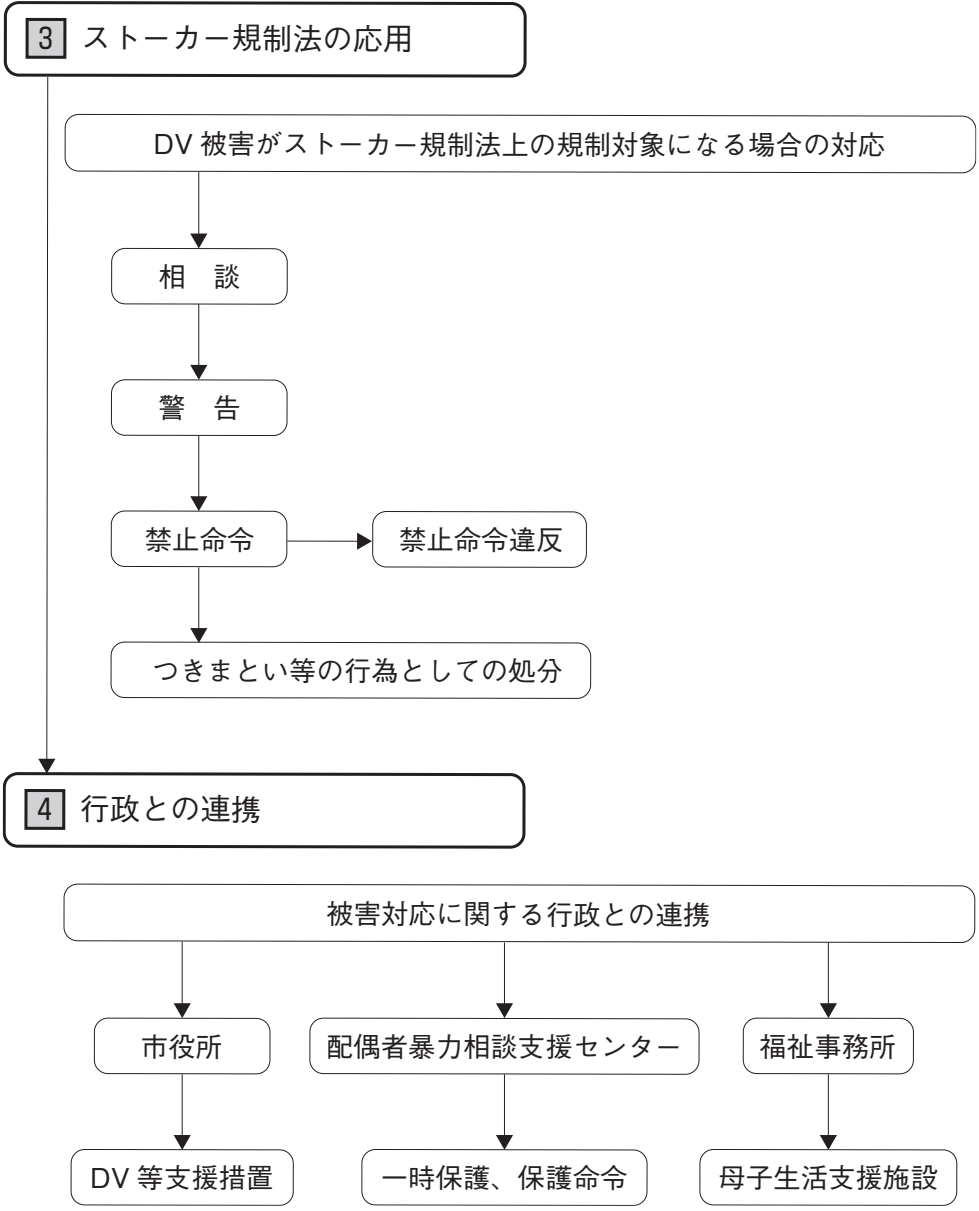 3 ストーカー規制法の応用
DV 被害がストーカー規制法上の規制対象になる場合の対応
相　談
警　告
禁止命令
禁止命令違反
つきまとい等の行為としての処分
4 行政との連携
被害対応に関する行政との連携
市役所
配偶者暴力相談支援センター
福祉事務所
DV 等支援措置
一時保護、保護命令
母子生活支援施設